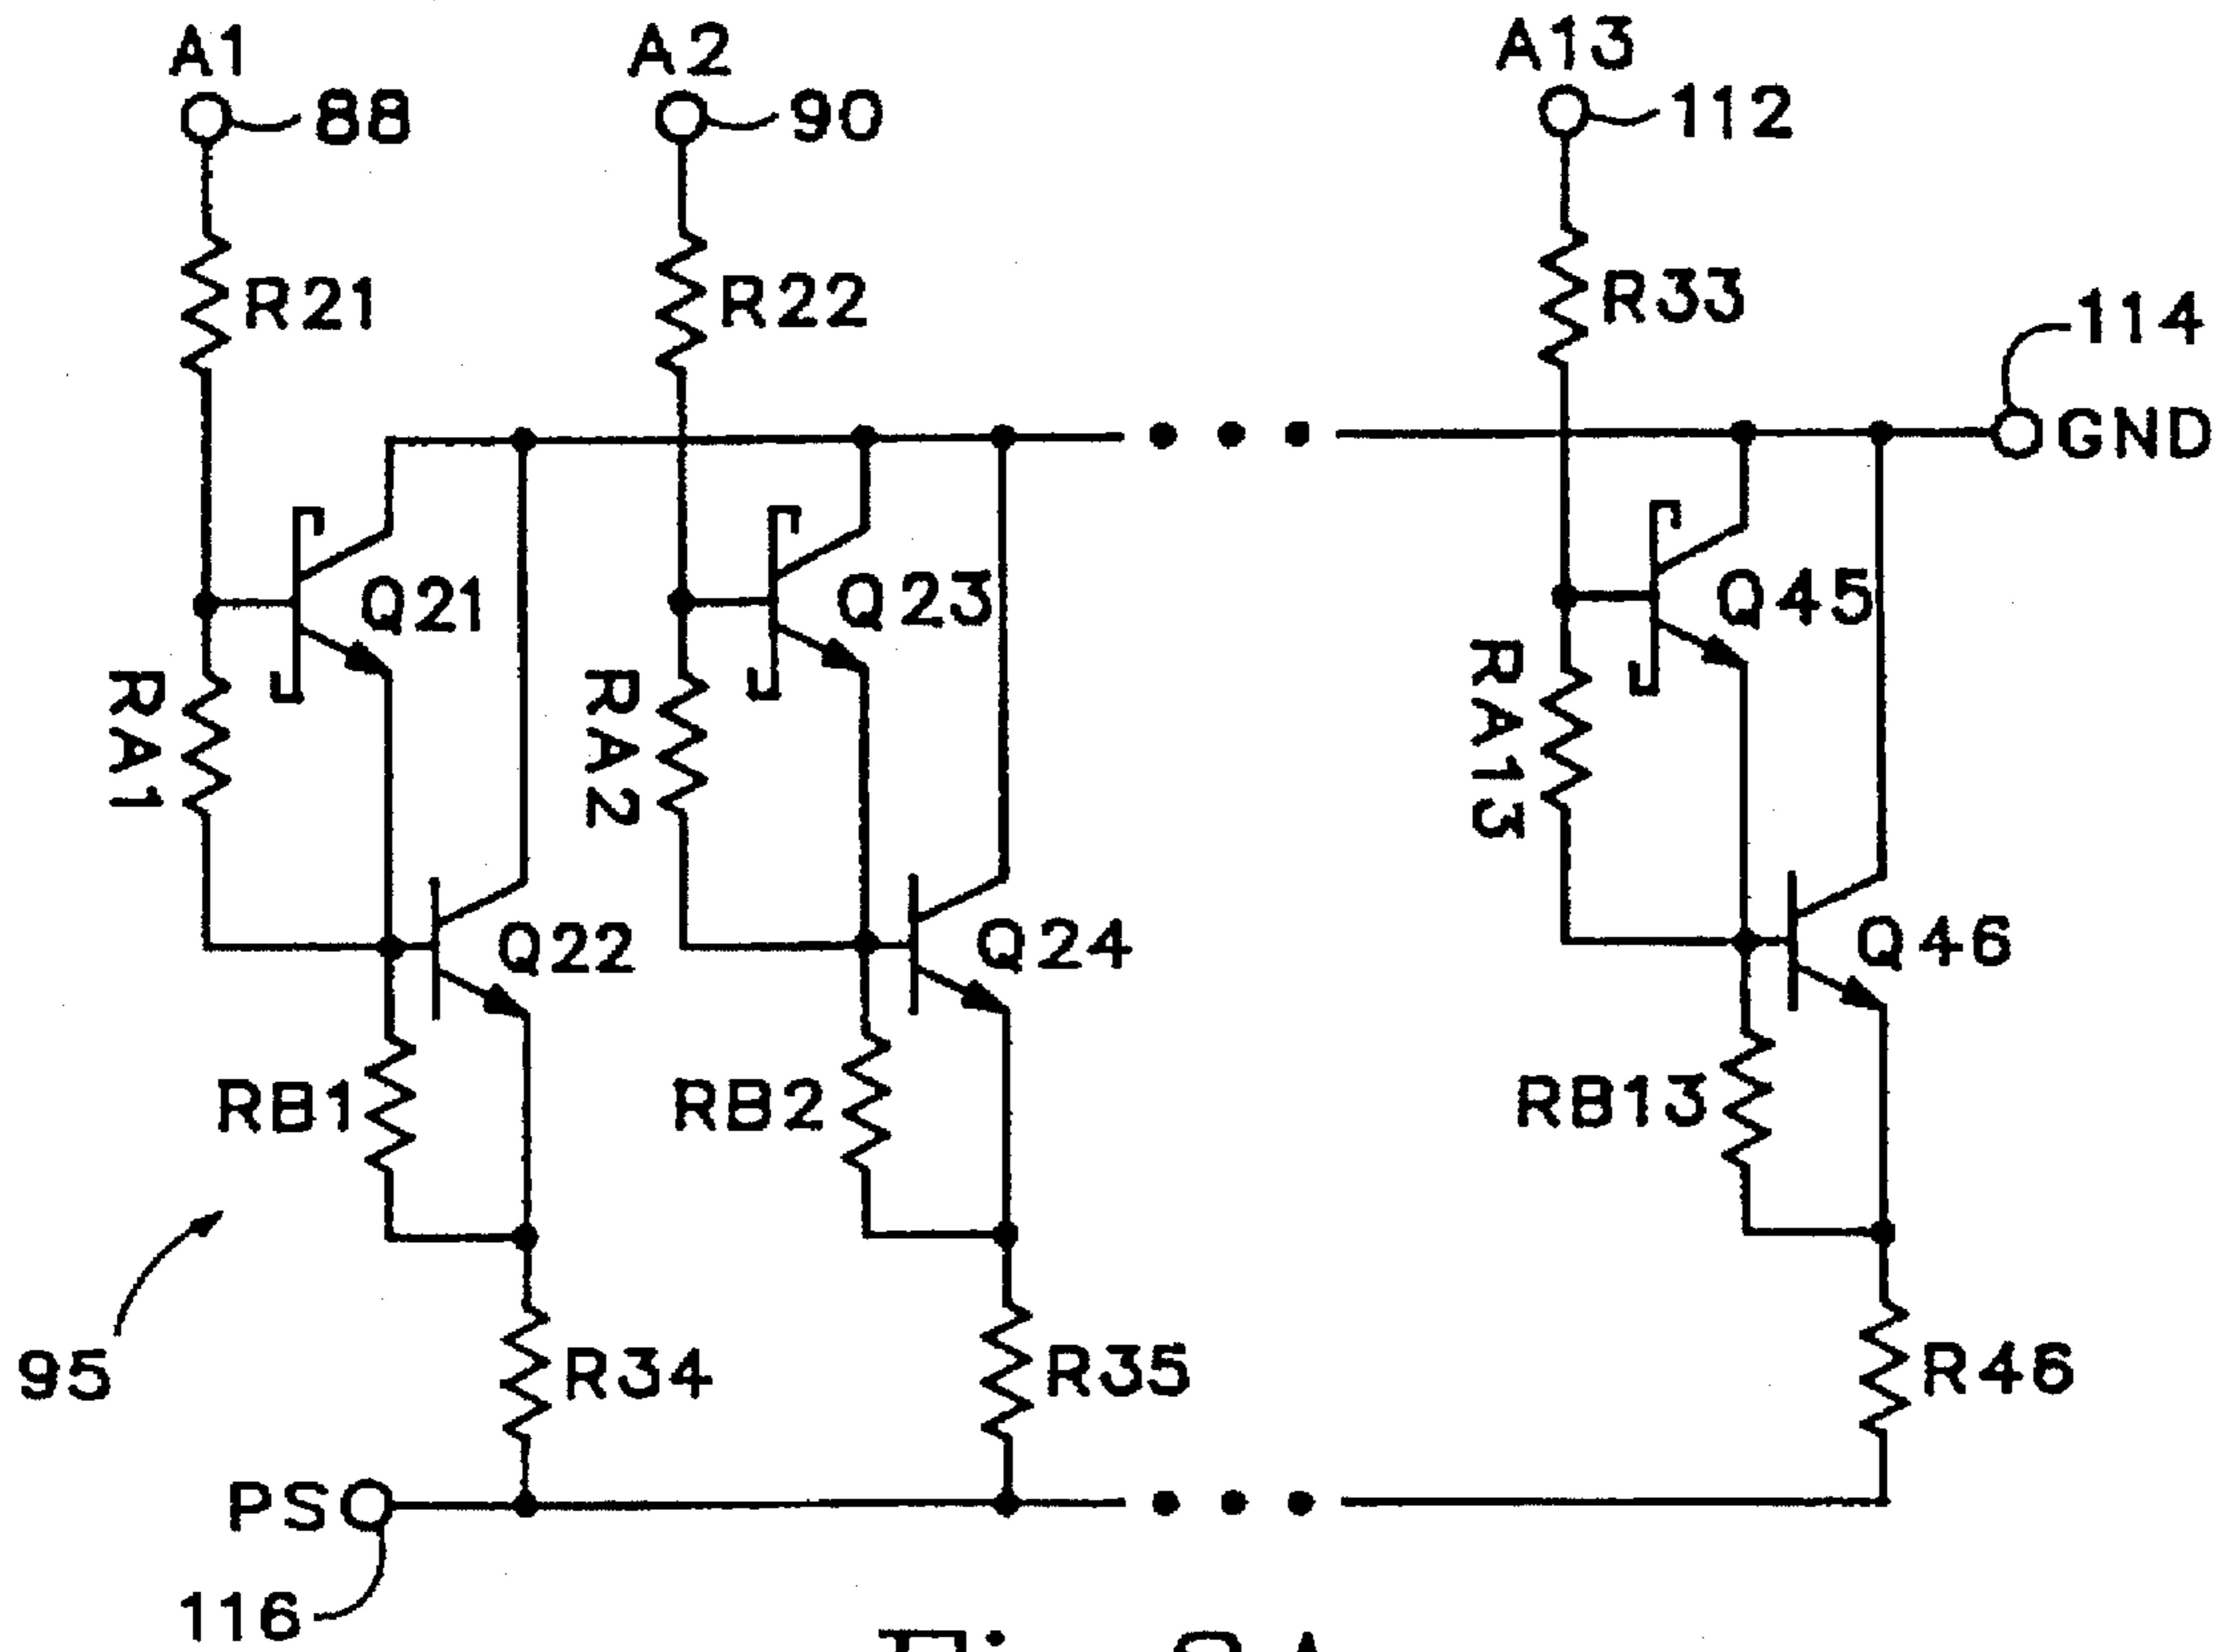 A1
A2
A13
88
90
112
R21
R22
R33
114
GND
Q21
Q23
Q45
RA1
RA2
RA13
Q22
Q24
Q46
RB1
RB2
RB13
95
R34
R35
R46
PS
116